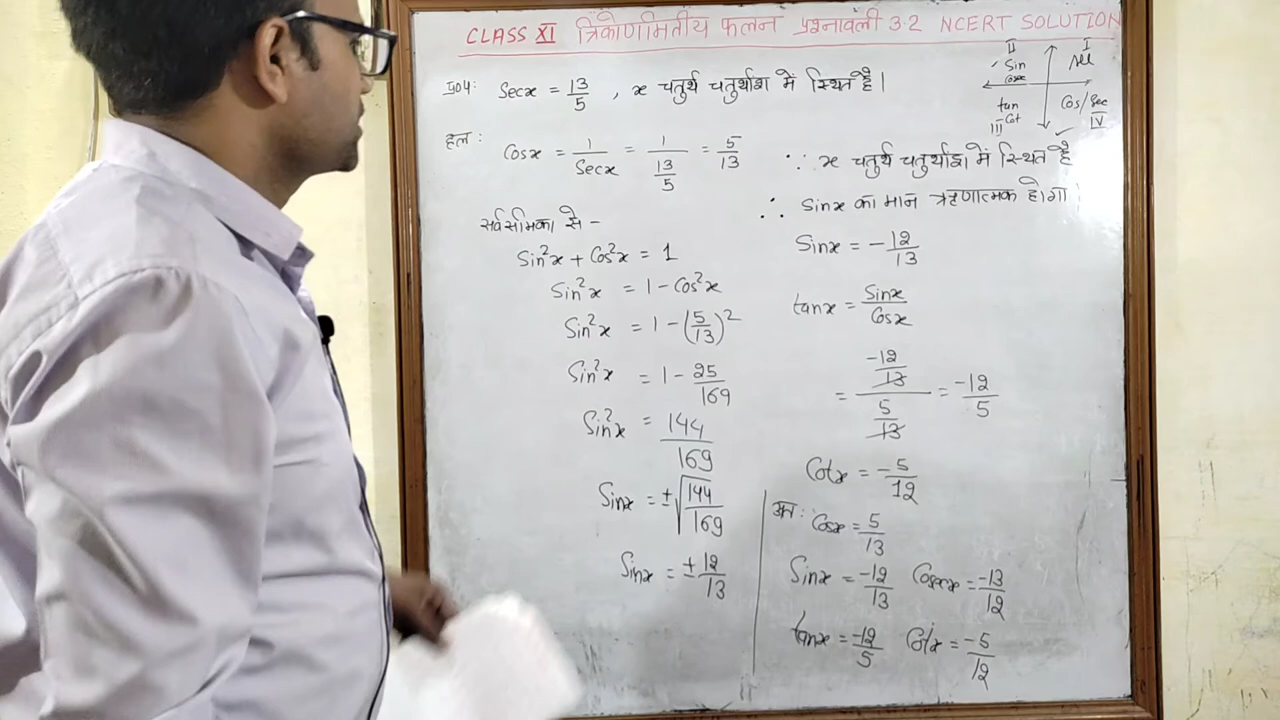 CLASS XI त्रिकोणमितीय फलन प्रश्नावली 3.2 NCERT SOLUTION
II
Sin
Cosec
I
All
tan
Cot
III
Cos/Sec
IV
प्र04: Secx = 13/5 , x चतुर्थ चतुर्थांश में स्थित है।
हल:
Cosx = 1/Secx = 1/(13/5) = 5/13
सर्वसमिका से –
Sin²x + Cos²x = 1
Sin²x = 1 - Cos²x
Sin²x = 1 - (5/13)²
Sin²x = 1 - 25/169
Sin²x = 144/169
Sinx = ±√(144/169)
Sinx = ±12/13
∵ x चतुर्थ चतुर्थांश में स्थित है
∴ Sinx का मान ऋणात्मक होगा।
Sinx = -12/13
tanx = Sinx/Cosx
= (-12/13)/(5/13) = -12/5
Cotx = -5/12
अतः Cosx = 5/13
Sinx = -12/13 Cosecx = -13/12
tanx = -12/5 Cotx = -5/12